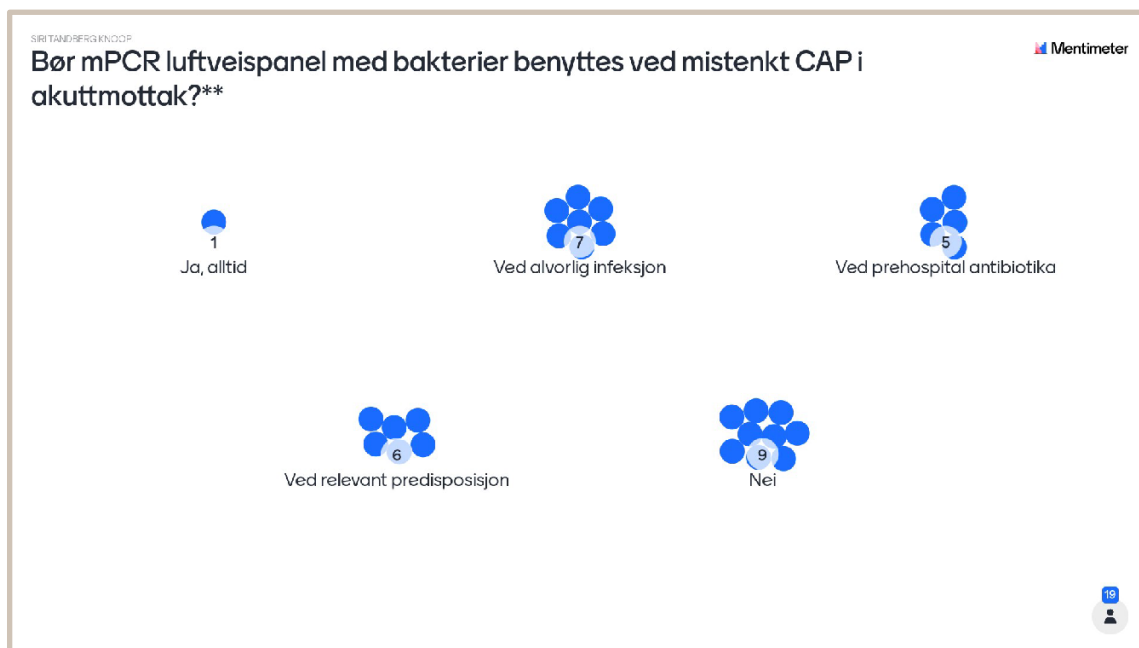 SIRI TANDBERG KNOOP
Bør mPCR luftveispanel med bakterier benyttes ved mistenkt CAP i
akuttmottak?**
Mentimeter
1
Ja, alltid
7
Ved alvorlig infeksjon
5
Ved prehospital antibiotika
6
Ved relevant predisposisjon
9
Nei
19